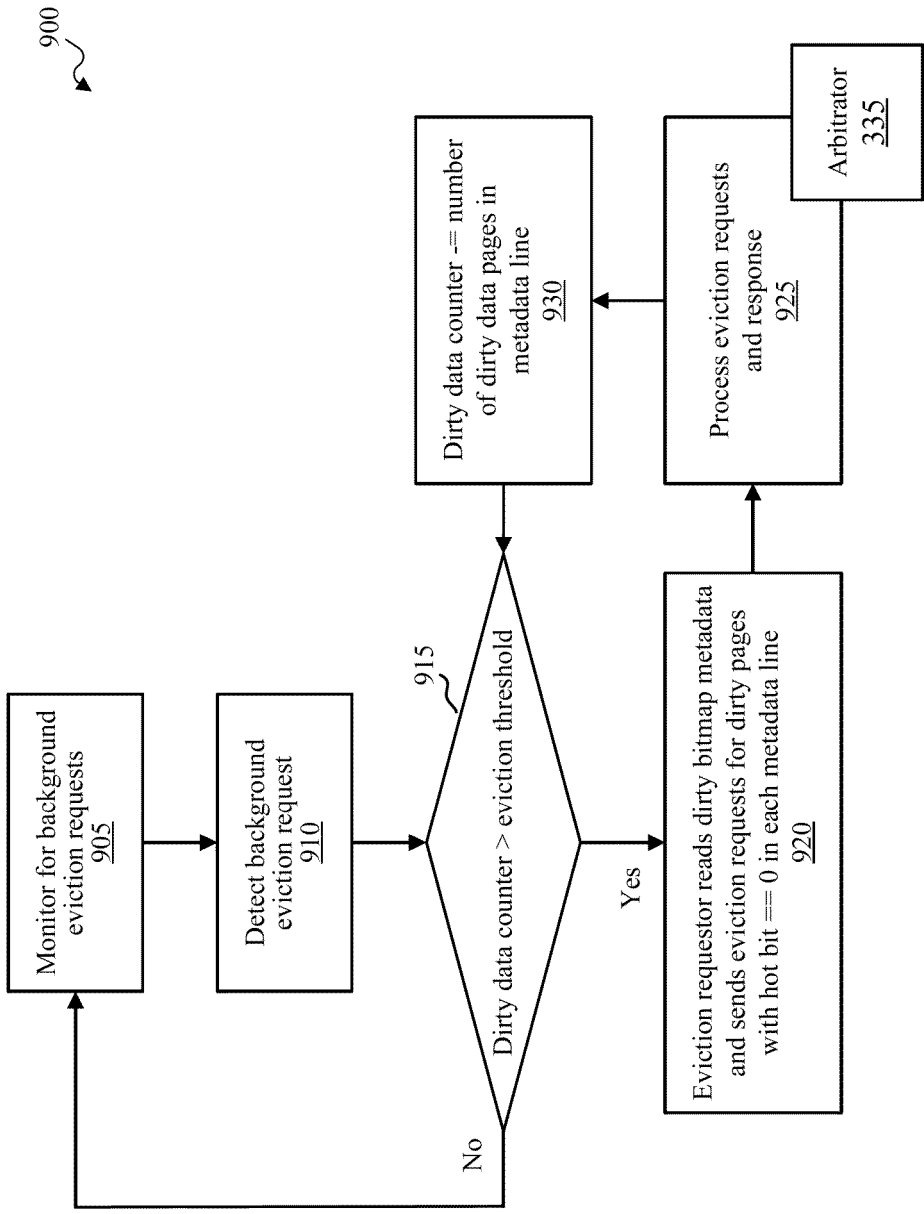 900
Monitor for background
eviction requests
905
Detect background
eviction request
910
915
Dirty data counter > eviction threshold
No
Yes
Eviction requestor reads dirty bitmap metadata
and sends eviction requests for dirty pages
with hot bit == 0 in each metadata line
920
Process eviction requests
and response
925
Arbitrator
335
Dirty data counter -= number
of dirty data pages in
metadata line
930